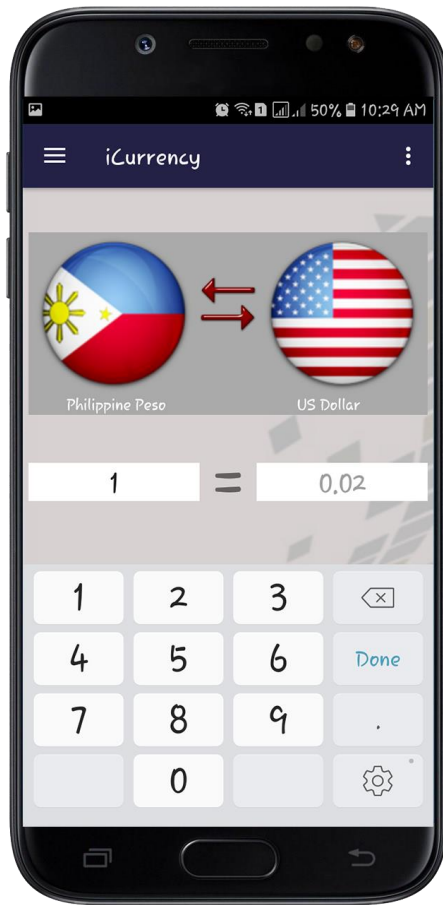 1 50% 10:29 AM
iCurrency
Philippine Peso US Dollar
1 = 0.02
1 2 3
4 5 6 Done
7 8 9 .
0